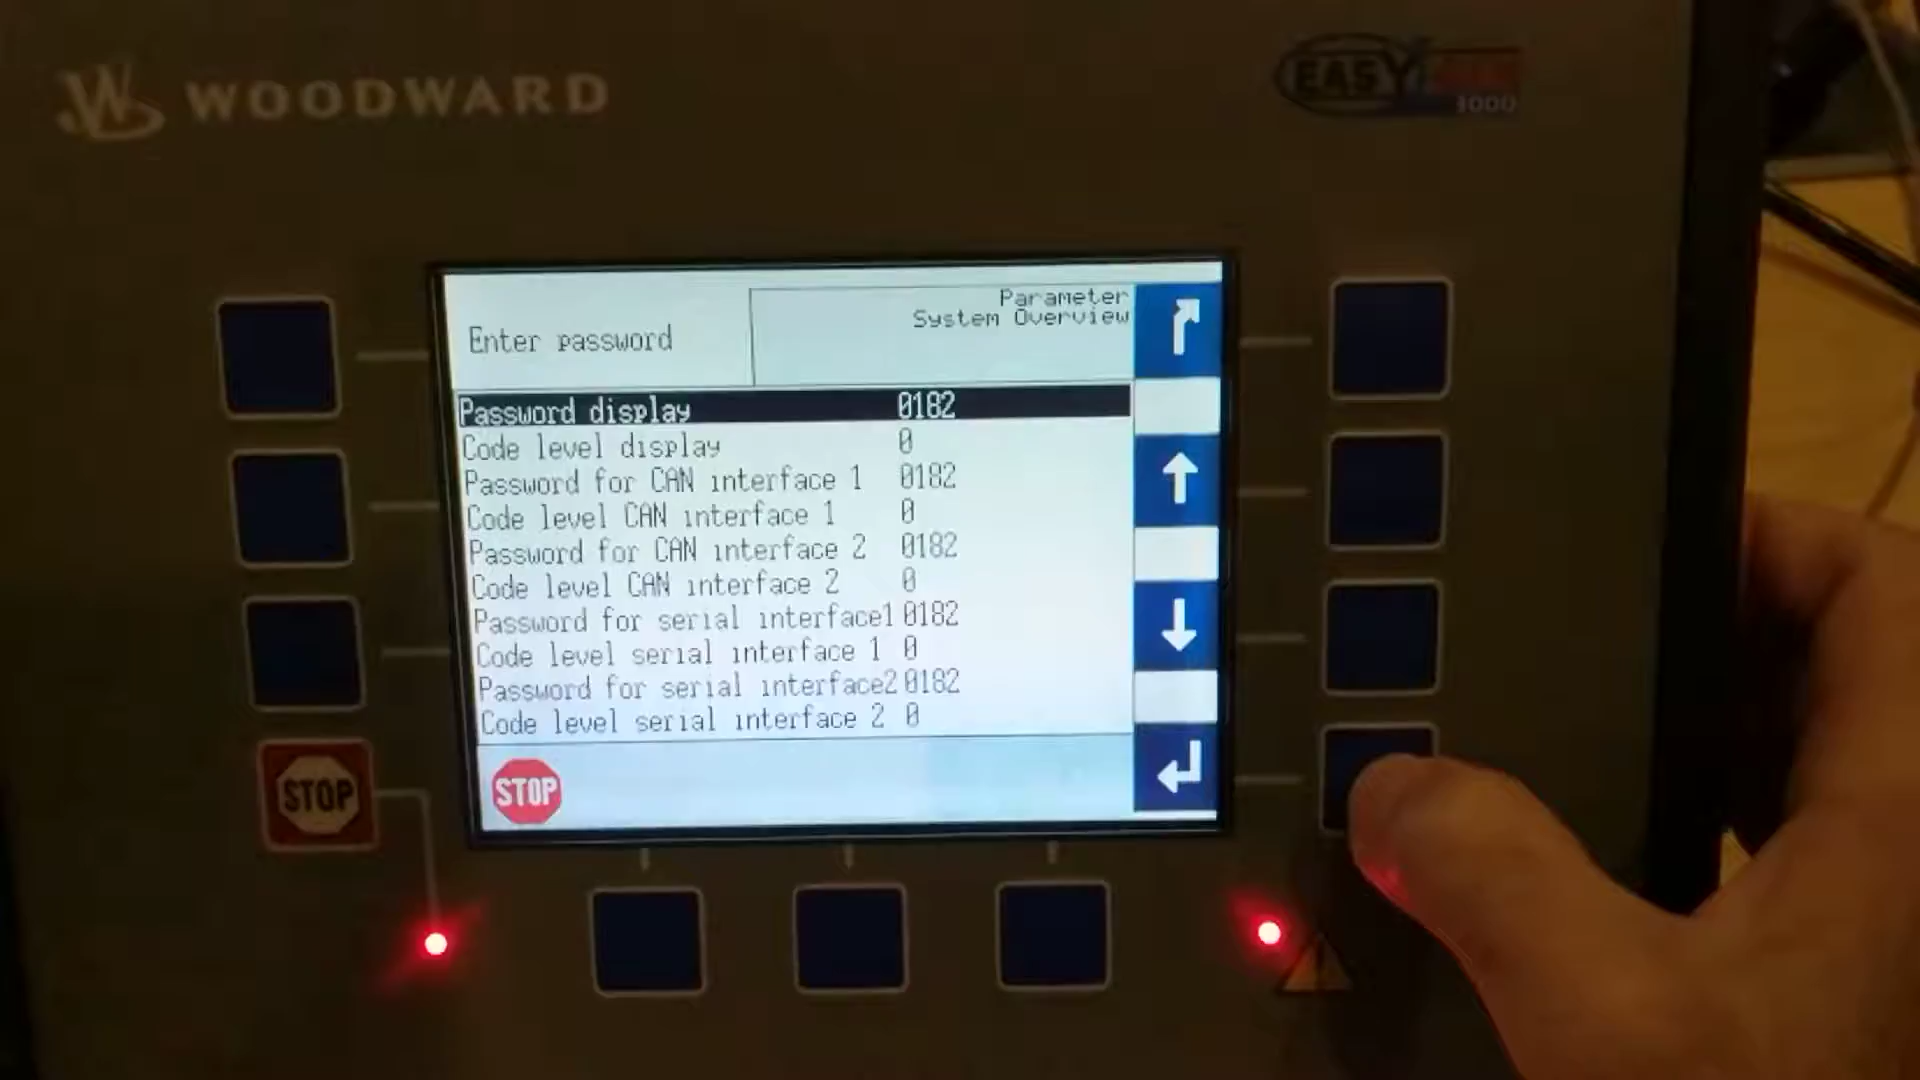 WOODWARD
EASY
3000
Parameter
System Overview
Enter password
Password display 0182
Code level display 0
Password for CAN interface 1 0182
Code level CAN interface 1 0
Password for CAN interface 2 0182
Code level CAN interface 2 0
Password for serial interface1 0182
Code level serial interface 1 0
Password for serial interface2 0182
Code level serial interface 2 0
STOP
STOP